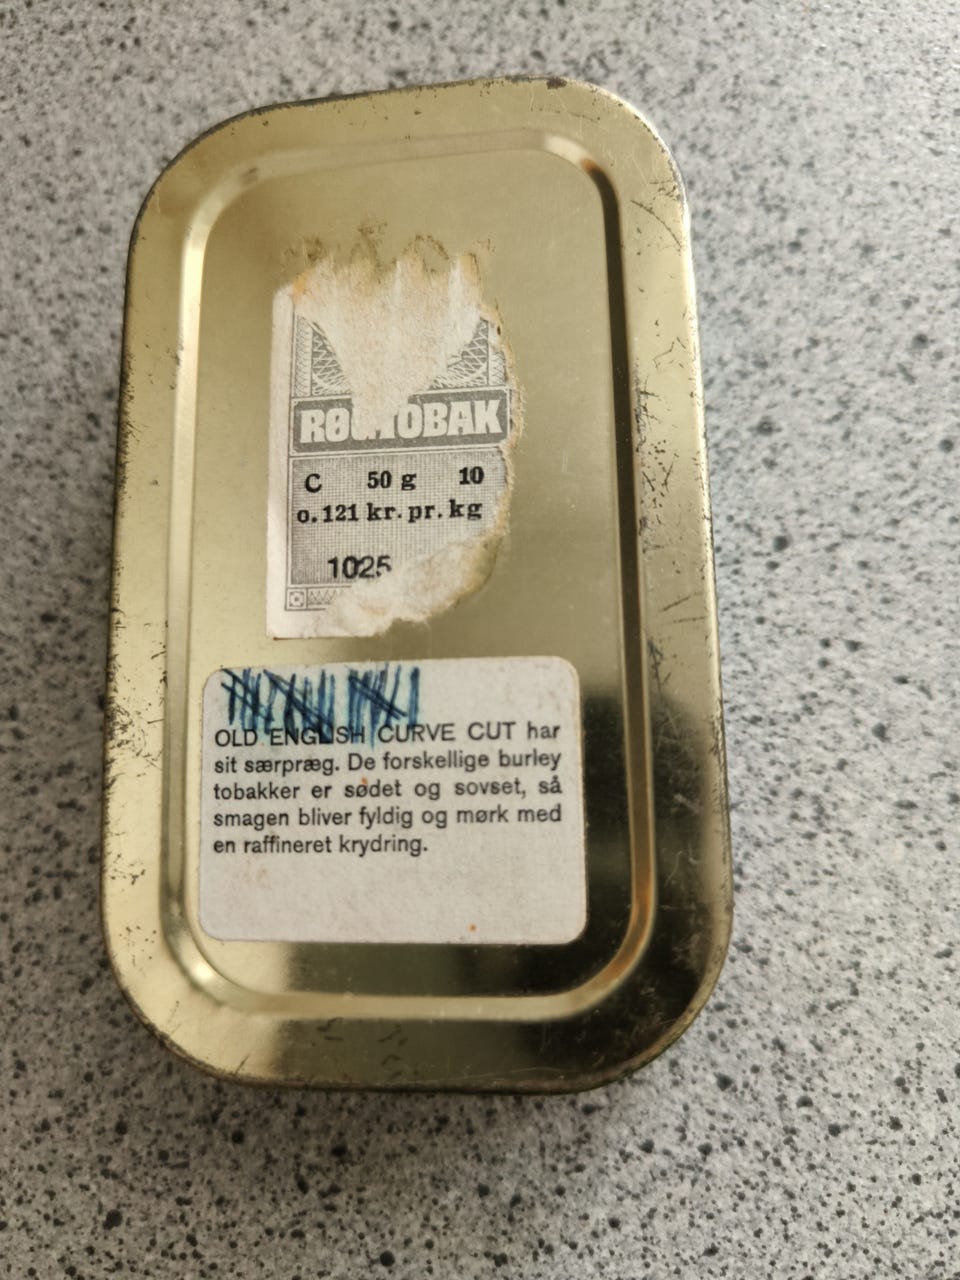 RØGTOBAK
C 50 g 10
o. 121 kr. pr. kg
1025
OLD ENGLISH CURVE CUT har
sit særpræg. De forskellige burley
tobakker er sødet og sovset, så
smagen bliver fyldig og mørk med
en raffineret krydring.